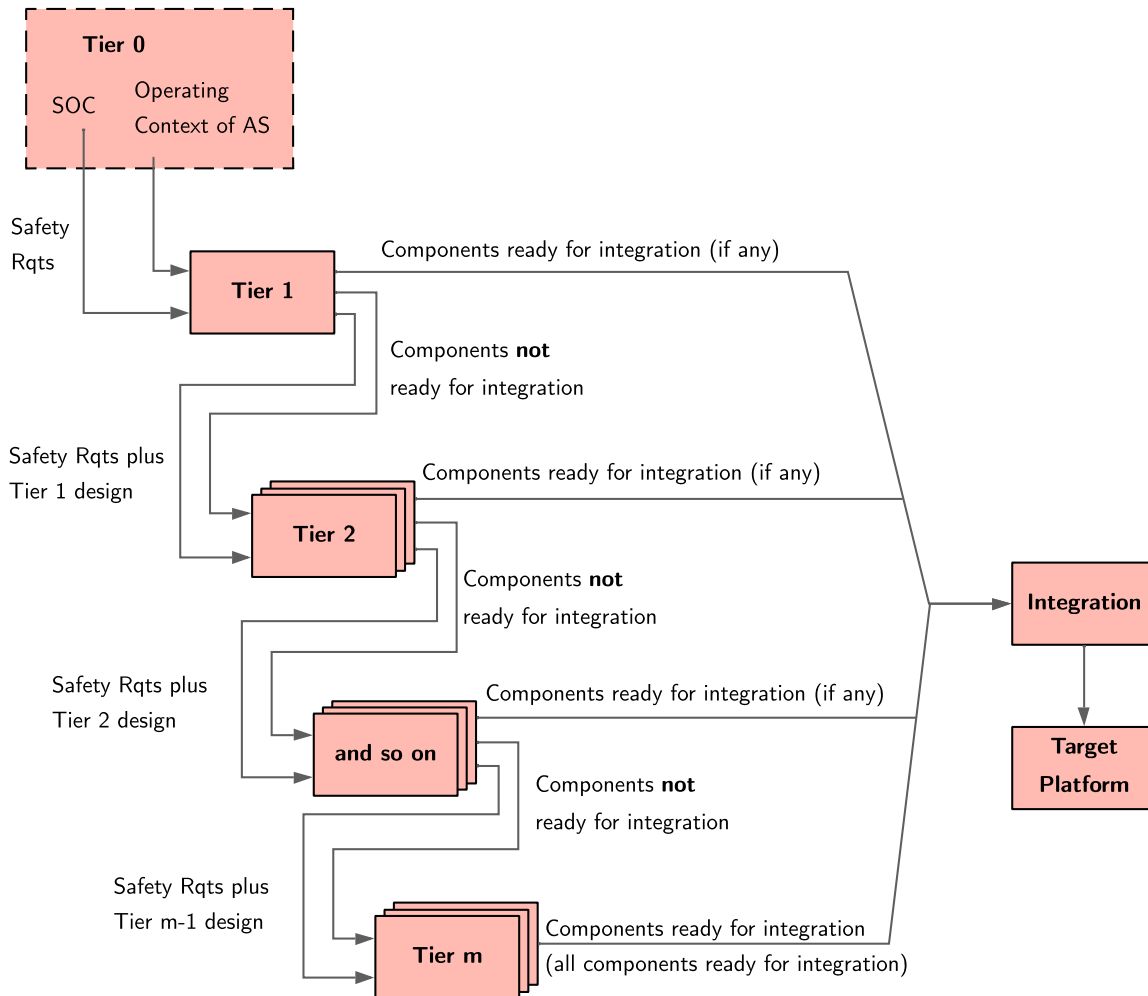 Tier 0
SOC
Operating
Context of AS
Safety
Rqts
Components ready for integration (if any)
Tier 1
Components not
ready for integration
Safety Rqts plus
Tier 1 design
Components ready for integration (if any)
Tier 2
Components not
ready for integration
Integration
Safety Rqts plus
Tier 2 design
Components ready for integration (if any)
and so on
Target
Platform
Components not
ready for integration
Safety Rqts plus
Tier m-1 design
Components ready for integration
(all components ready for integration)
Tier m